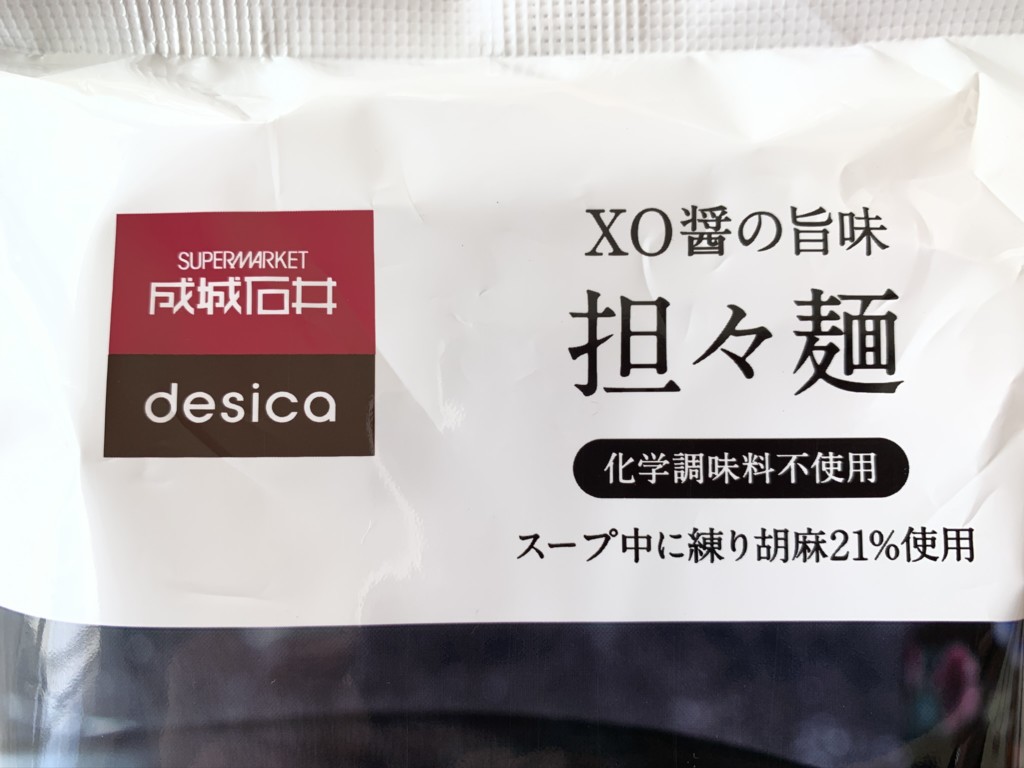 SUPERMARKET
成城石井
desica
XO醤の旨味
担々麺
化学調味料不使用
スープ中に練り胡麻21%使用